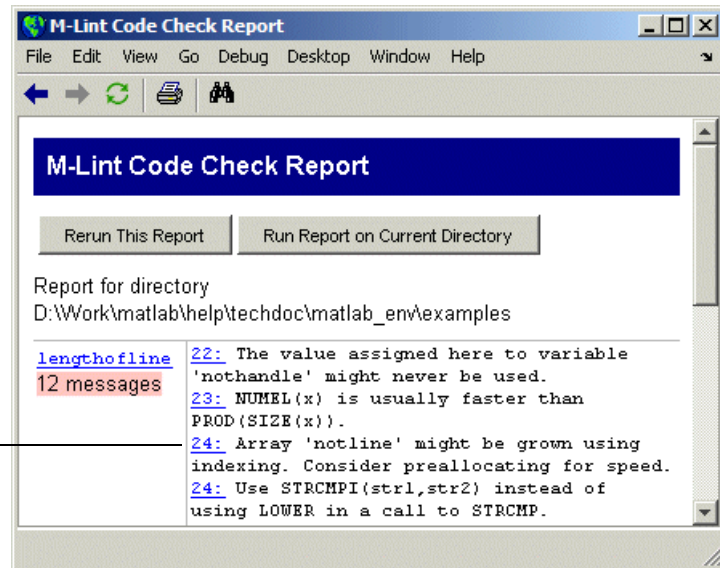 M-Lint Code Check Report
File Edit View Go Debug Desktop Window Help
M-Lint Code Check Report
Rerun This Report Run Report on Current Directory
Report for directory
D:\Work\matlab\help\techdoc\matlab_env\examples
lengthofline
12 messages
22: The value assigned here to variable
'nothandle' might never be used.
23: NUMEL(x) is usually faster than
PROD(SIZE(x)).
24: Array 'notline' might be grown using
indexing. Consider preallocating for speed.
24: Use STRCMPI(str1,str2) instead of
using LOWER in a call to STRCMP.